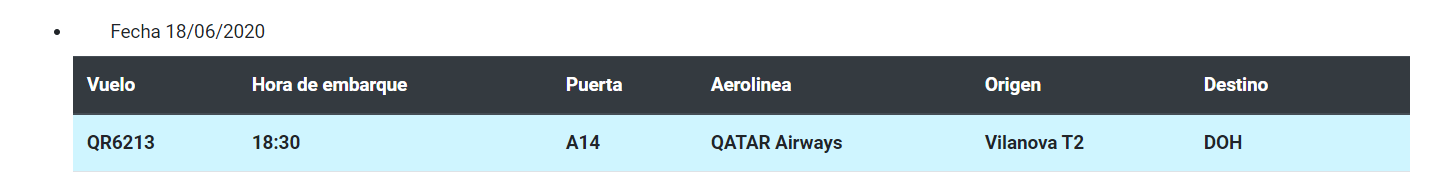 Fecha 18/06/2020
Vuelo Hora de embarque Puerta Aerolinea Origen Destino
QR6213 18:30 A14 QATAR Airways Vilanova T2 DOH